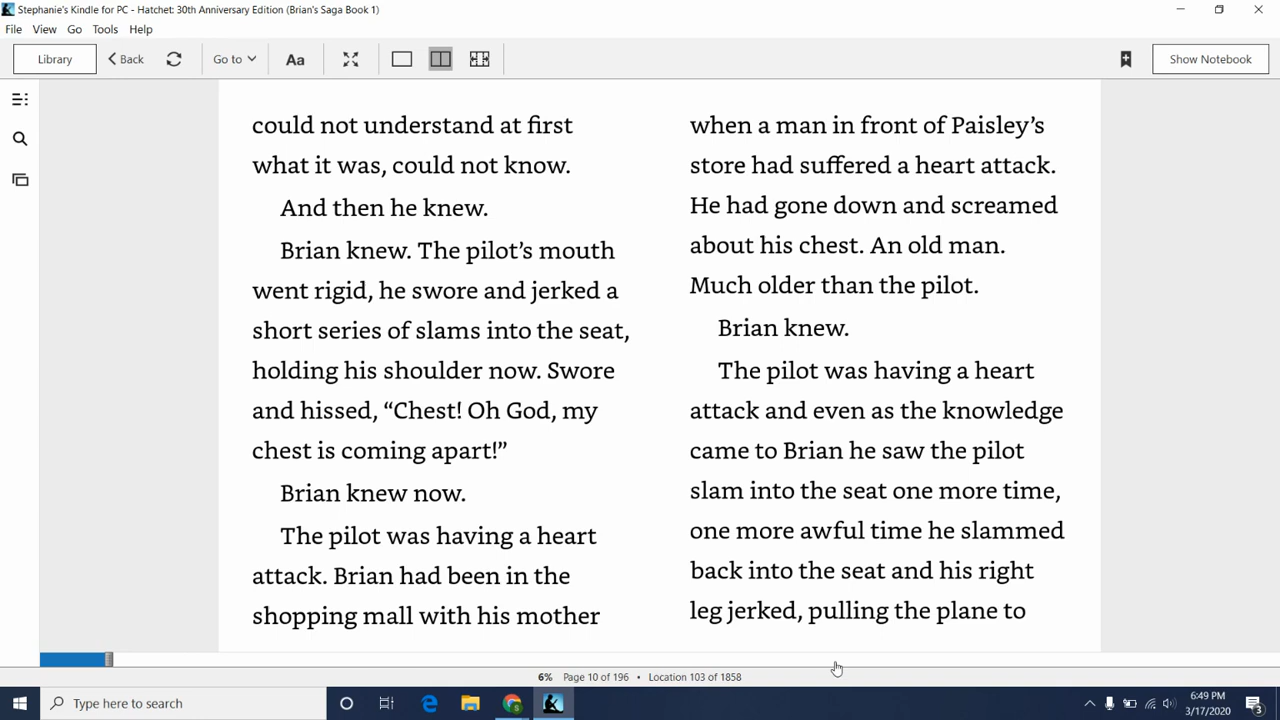 Stephanie's Kindle for PC - Hatchet: 30th Anniversary Edition (Brian's Saga Book 1)
File View Go Tools Help
Library Back Go to Aa Show Notebook
could not understand at first
what it was, could not know.
And then he knew.
Brian knew. The pilot’s mouth
went rigid, he swore and jerked a
short series of slams into the seat,
holding his shoulder now. Swore
and hissed, “Chest! Oh God, my
chest is coming apart!”
Brian knew now.
The pilot was having a heart
attack. Brian had been in the
shopping mall with his mother
when a man in front of Paisley’s
store had suffered a heart attack.
He had gone down and screamed
about his chest. An old man.
Much older than the pilot.
Brian knew.
The pilot was having a heart
attack and even as the knowledge
came to Brian he saw the pilot
slam into the seat one more time,
one more awful time he slammed
back into the seat and his right
leg jerked, pulling the plane to
6% • Page 10 of 196 • Location 103 of 1858
Type here to search
6:49 PM
3/17/2020
3